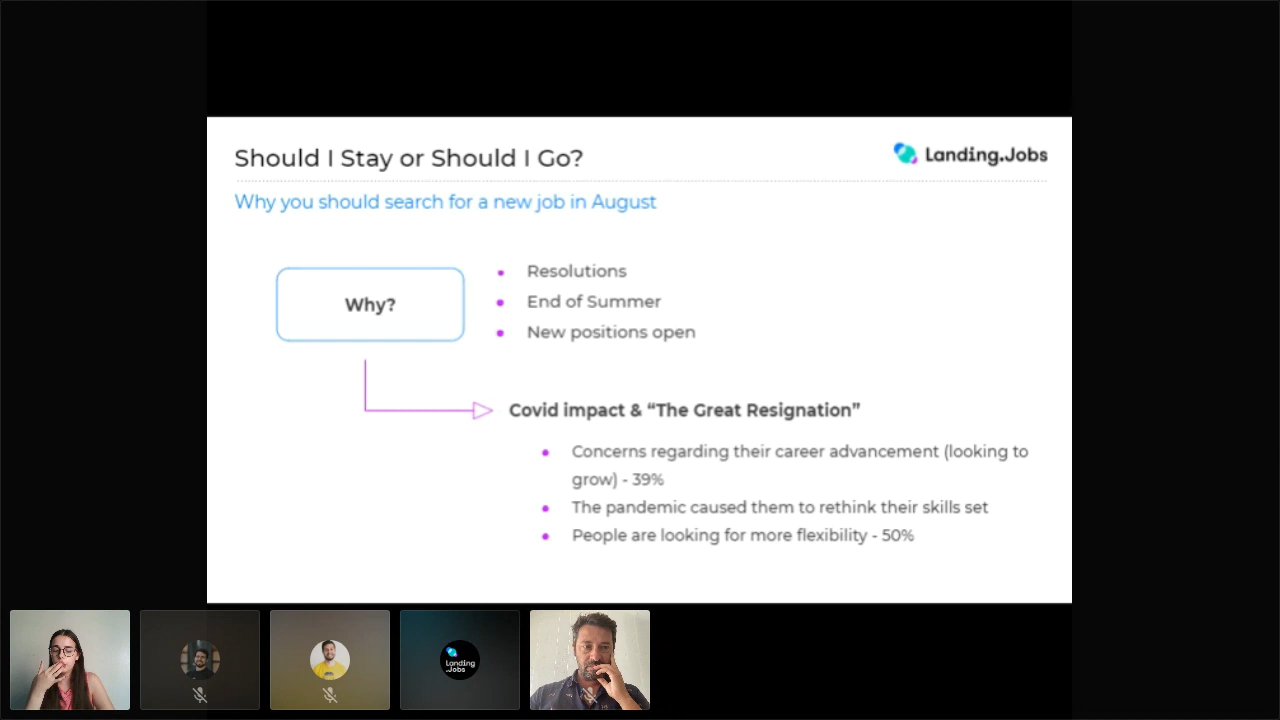 Should I Stay or Should I Go?
Landing.Jobs
Why you should search for a new job in August
Why?
• Resolutions
• End of Summer
• New positions open
Covid impact & “The Great Resignation”
• Concerns regarding their career advancement (looking to
grow) - 39%
• The pandemic caused them to rethink their skills set
• People are looking for more flexibility - 50%
Landing
.Jobs